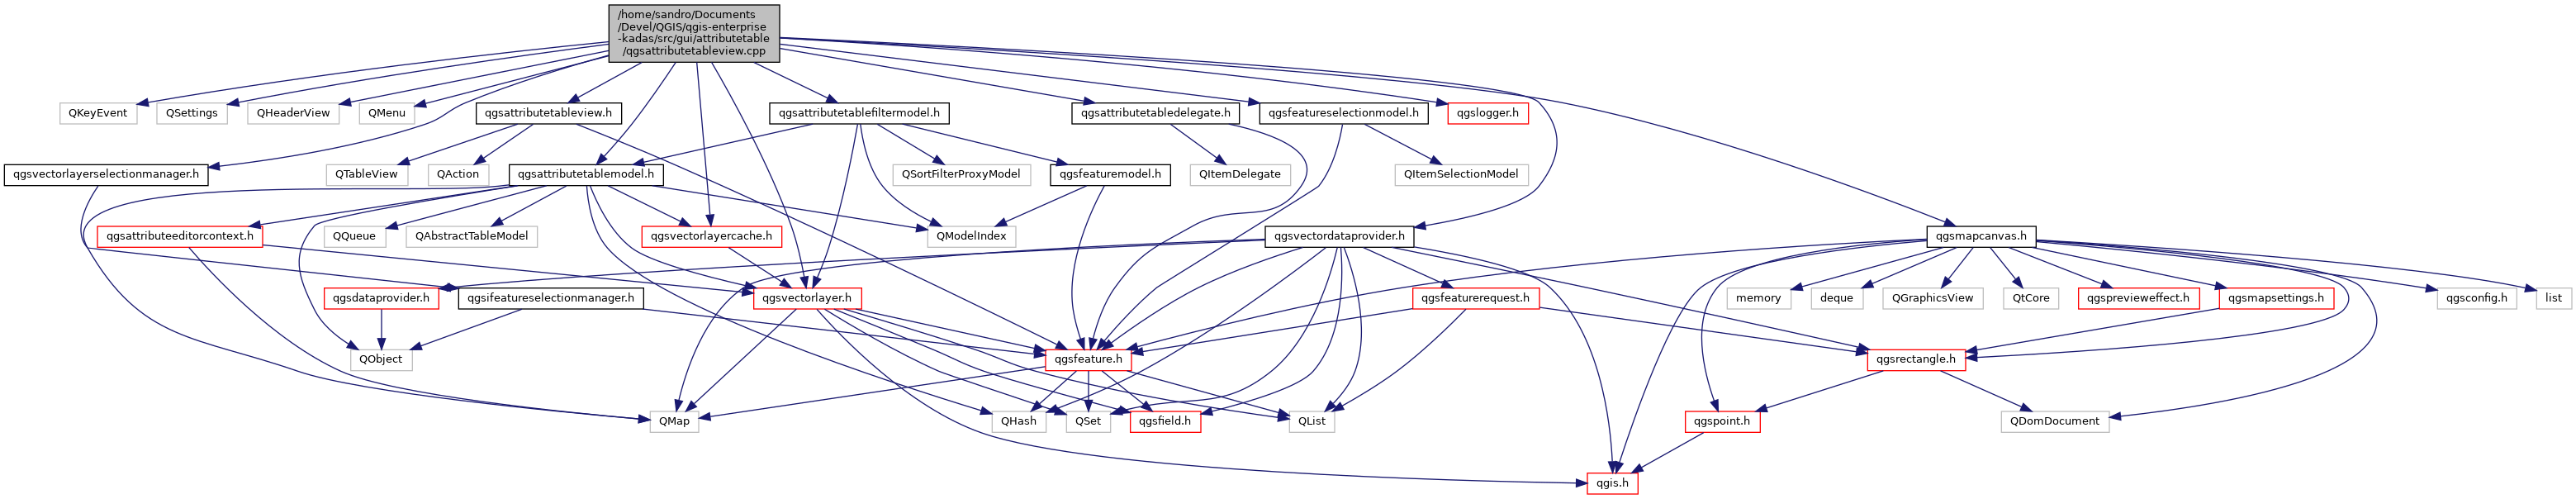 /home/sandro/Documents
/Devel/QGIS/qgis-enterprise
-kadas/src/gui/attributetable
/qgsattributetableview.cpp
QKeyEvent
QSettings
QHeaderView
QMenu
qgsattributetableview.h
qgsattributetablefiltermodel.h
qgsattributetabledelegate.h
qgsfeatureselectionmodel.h
qgslogger.h
qgsvectorlayerselectionmanager.h
QTableView
QAction
qgsattributetablemodel.h
QSortFilterProxyModel
qgsfeaturemodel.h
QItemDelegate
QItemSelectionModel
qgsattributeeditorcontext.h
QQueue
QAbstractTableModel
qgsvectorlayercache.h
QModelIndex
qgsvectordataprovider.h
qgsmapcanvas.h
qgsdataprovider.h
qgsifeatureselectionmanager.h
qgsvectorlayer.h
qgsfeaturerequest.h
memory
deque
QGraphicsView
QtCore
qgspreviewеffect.h
qgsmapsettings.h
qgsconfig.h
list
QObject
qgsfeature.h
qgsrectangle.h
QMap
QHash
QSet
qgsfield.h
QList
qgspoint.h
QDomDocument
qgis.h